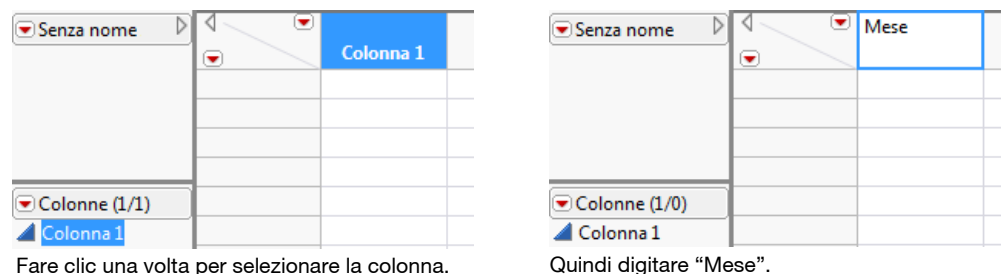 Senza nome
Colonna 1
Colonne (1/1)
Colonna 1
Fare clic una volta per selezionare la colonna.
Senza nome
Mese
Colonne (1/0)
Colonna 1
Quindi digitare “Mese”.